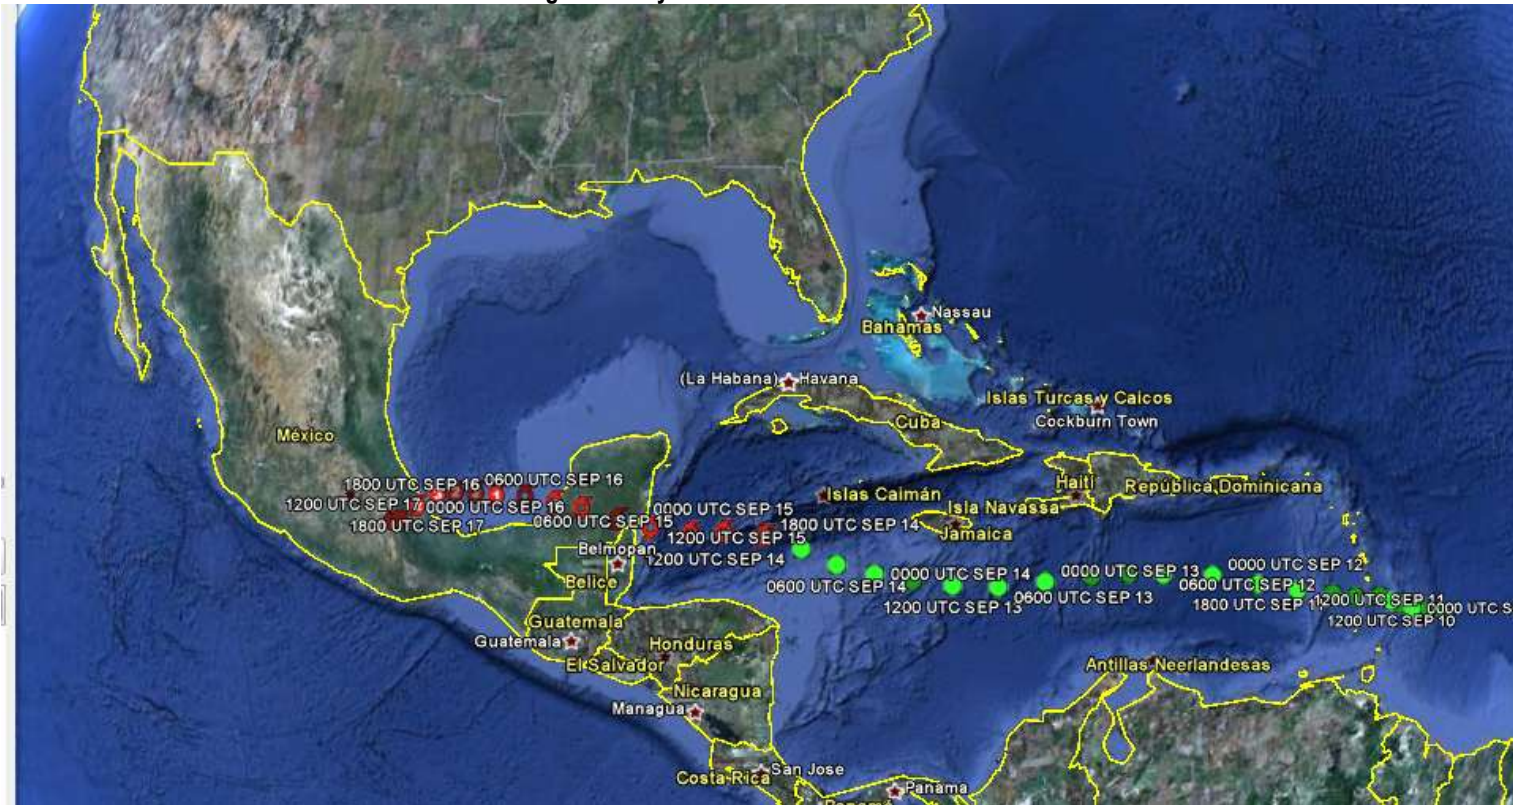 Nassau
Bahamas
(La Habana) Havana
Islas Turcas y Caicos
Cockburn Town
Cuba
México
1800 UTC SEP 16
0600 UTC SEP 16
1200 UTC SEP 17
0000 UTC SEP 16
1800 UTC SEP 17
0600 UTC SEP 15
0000 UTC SEP 15
1200 UTC SEP 15
1800 UTC SEP 14
1200 UTC SEP 14
Islas Caimán
Haití
República Dominicana
Isla Navassa
Jamaica
Belmopan
Belice
0600 UTC SEP 14
0000 UTC SEP 14
1200 UTC SEP 13
0600 UTC SEP 13
0000 UTC SEP 13
0000 UTC SEP 12
0600 UTC SEP 12
1800 UTC SEP
1200 UTC SEP 11
0000 UTC S
1200 UTC SEP 10
Guatemala
Guatemala
Honduras
El Salvador
Antillas Neerlandesas
Nicaragua
Managua
Costa Rica
San Jose
Panama